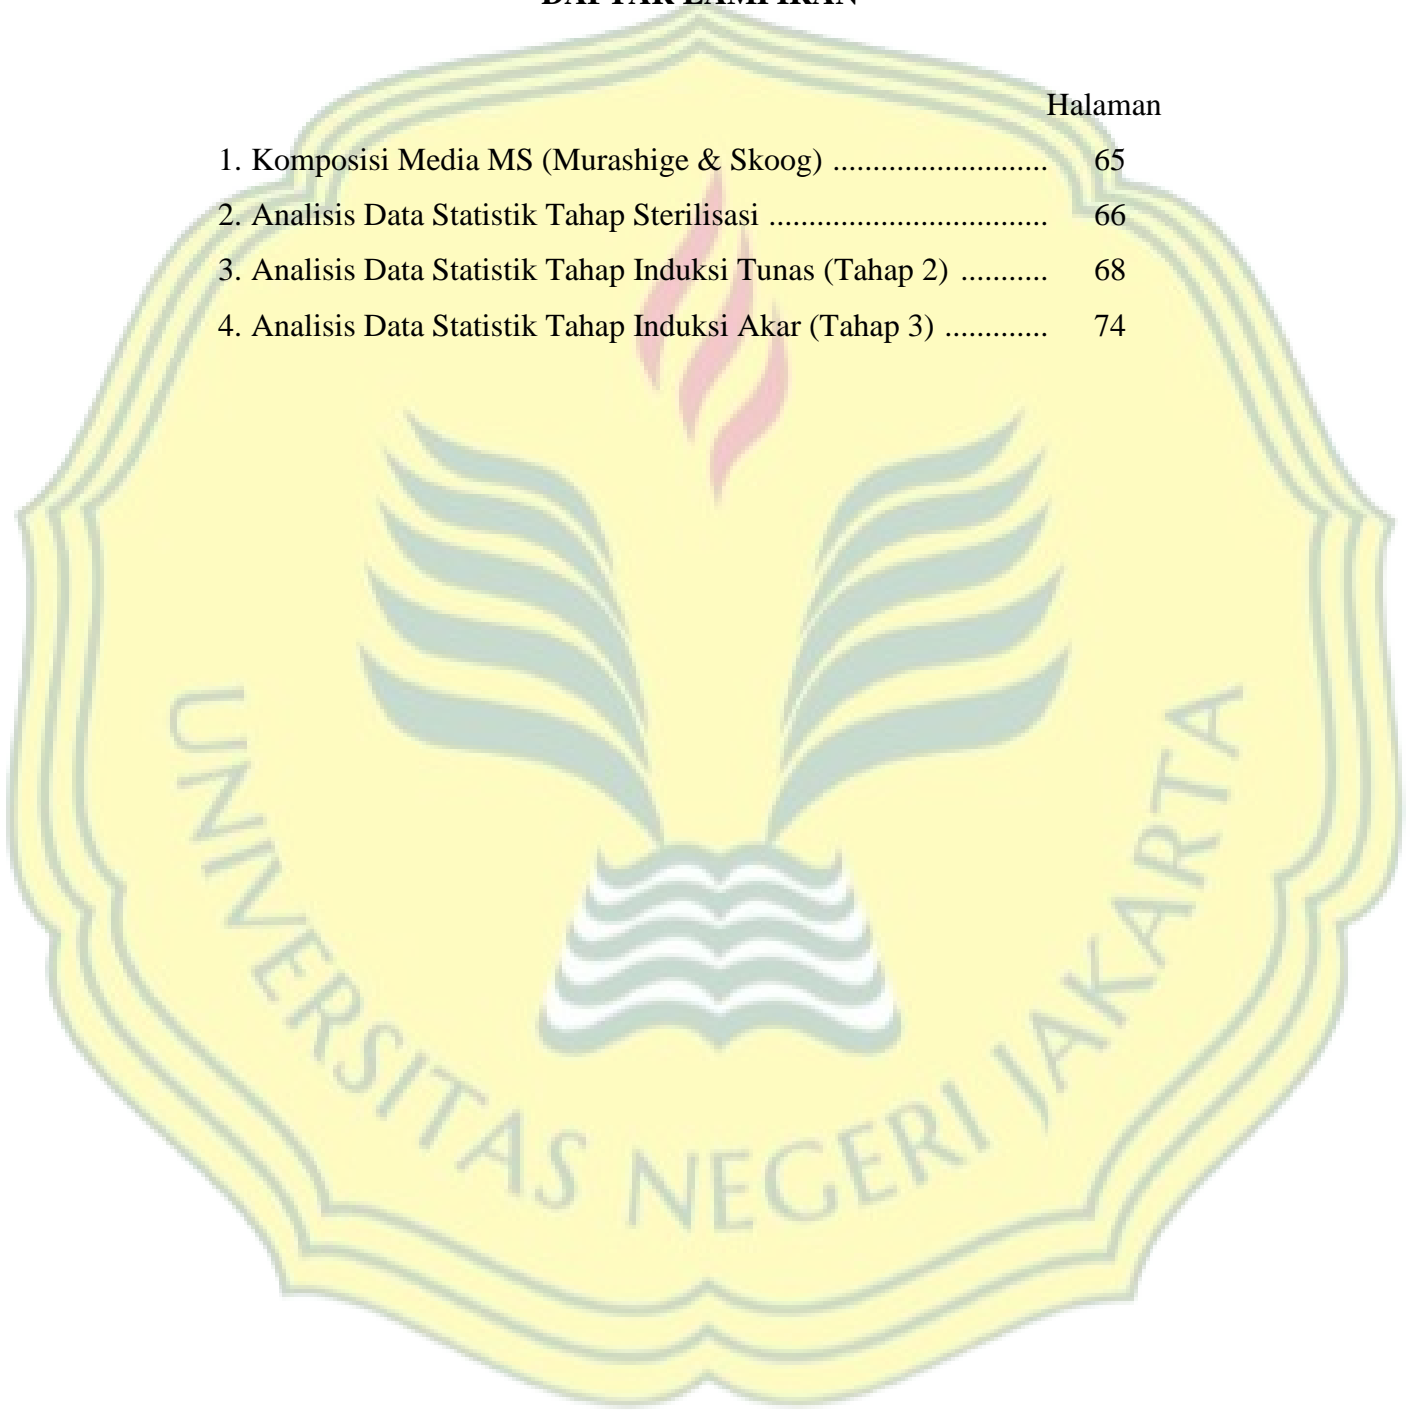 DAFTAR LAMPIRAN
Halaman
1. Komposisi Media MS (Murashige & Skoog) ........................... 65
2. Analisis Data Statistik Tahap Sterilisasi ................................... 66
3. Analisis Data Statistik Tahap Induksi Tunas (Tahap 2) ........... 68
4. Analisis Data Statistik Tahap Induksi Akar (Tahap 3) ............. 74
UNIVERSITAS NEGERI JAKARTA